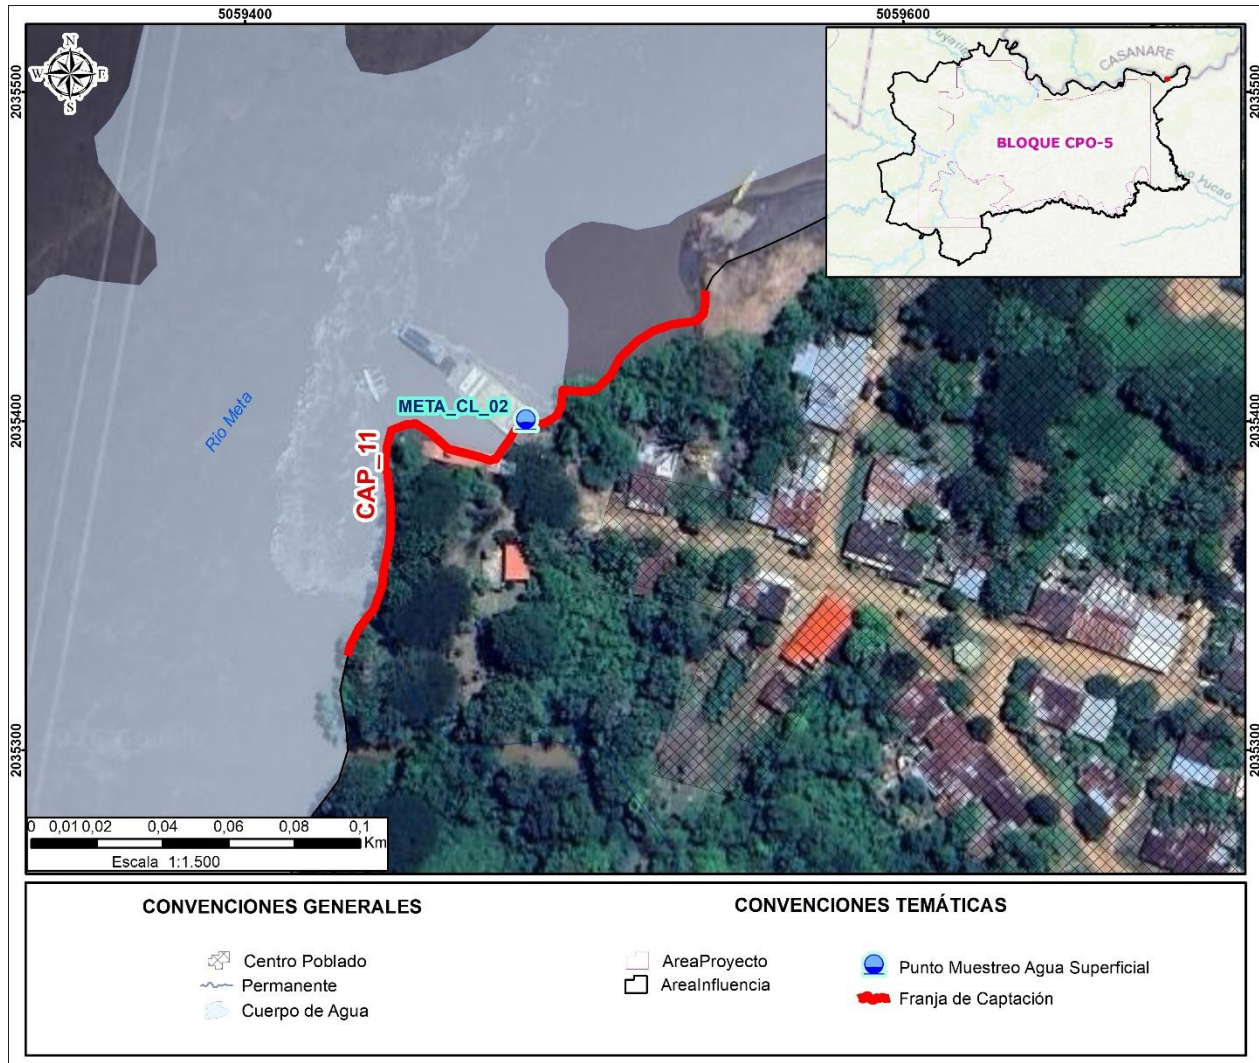 5059400
5059600
2035500
2035500
N
W
E
S
CASANARE
BLOQUE CPO-5
Yucao
META_CL_02
Río Meta
CAP_11
2035400
2035400
2035300
2035300
0 0,01 0,02 0,04 0,06 0,08 0,1
Km
Escala 1:1.500
CONVENCIONES GENERALES
Centro Poblado
Permanente
Cuerpo de Agua
CONVENCIONES TEMÁTICAS
AreaProyecto
AreaInfluencia
Punto Muestreo Agua Superficial
Franja de Captación